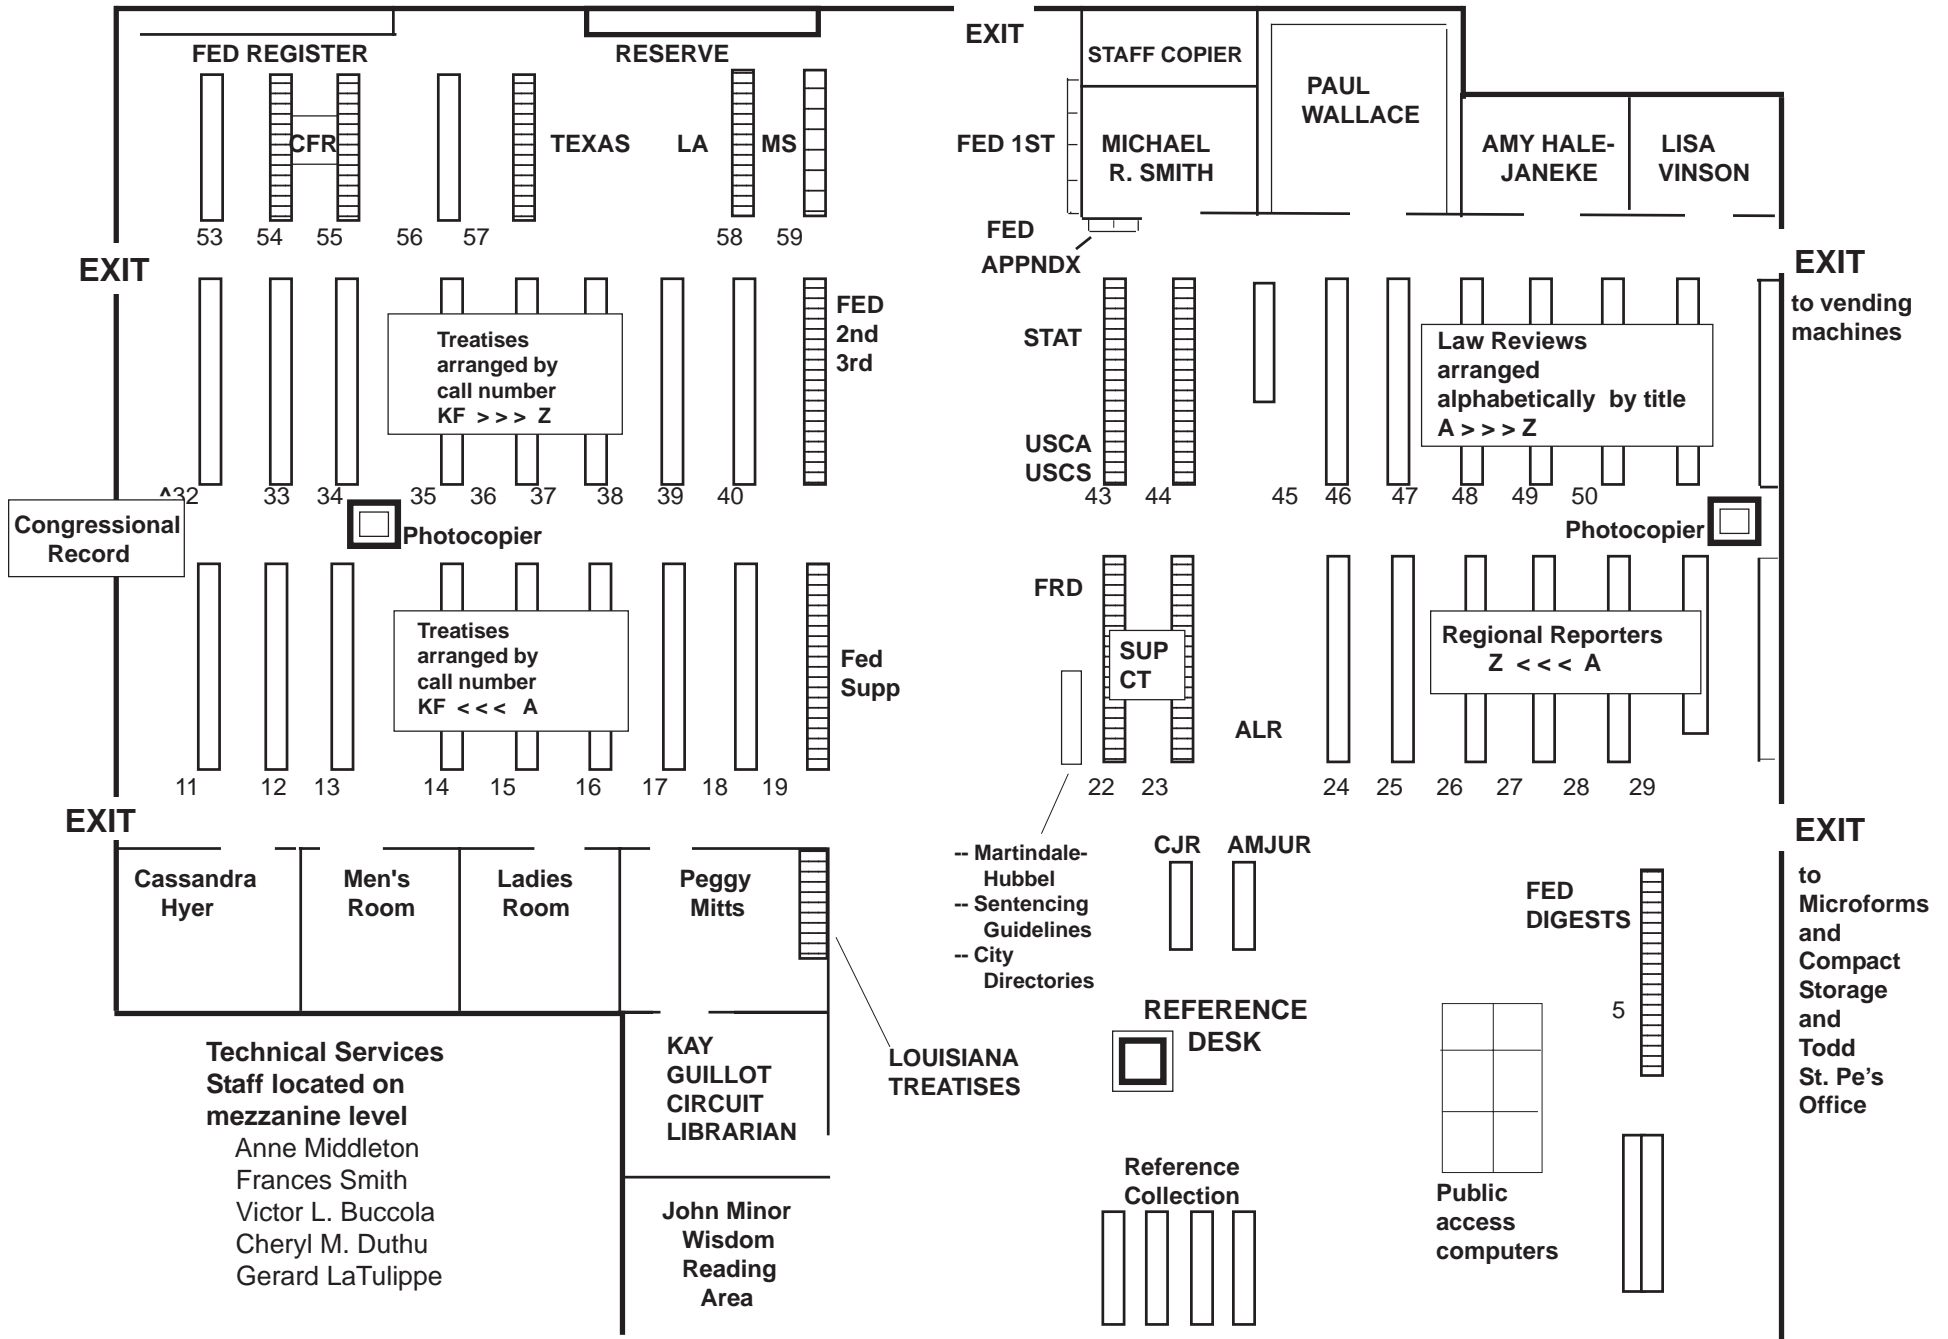 EXIT
FED REGISTER
RESERVE
STAFF COPIER
PAUL
WALLACE
CFR
TEXAS
LA
MS
FED 1ST
MICHAEL
R. SMITH
AMY HALE-
JANEKE
LISA
VINSON
53
54
55
56
57
58
59
FED
APPNDX
EXIT
EXIT
to vending
machines
Treatises
arranged by
call number
KF > > > Z
FED
2nd
3rd
STAT
USCA
USCS
Law Reviews
arranged
alphabetically by title
A > > > Z
^32
33
34
35
36
37
38
39
40
43
44
45
46
47
48
49
50
Congressional
Record
Photocopier
Photocopier
FRD
SUP
CT
Treatises
arranged by
call number
KF < < < A
Fed
Supp
Regional Reporters
Z < < < A
ALR
11
12
13
14
15
16
17
18
19
22
23
24
25
26
27
28
29
EXIT
EXIT
to
Microforms
and
Compact
Storage
and
Todd
St. Pe's
Office
Cassandra
Hyer
Men's
Room
Ladies
Room
Peggy
Mitts
-- Martindale-
Hubbel
-- Sentencing
Guidelines
-- City
Directories
CJR
AMJUR
FED
DIGESTS
5
REFERENCE
DESK
Technical Services
Staff located on
mezzanine level
Anne Middleton
Frances Smith
Victor L. Buccola
Cheryl M. Duthu
Gerard LaTulippe
KAY
GUILLOT
CIRCUIT
LIBRARIAN
LOUISIANA
TREATISES
John Minor
Wisdom
Reading
Area
Reference
Collection
Public
access
computers